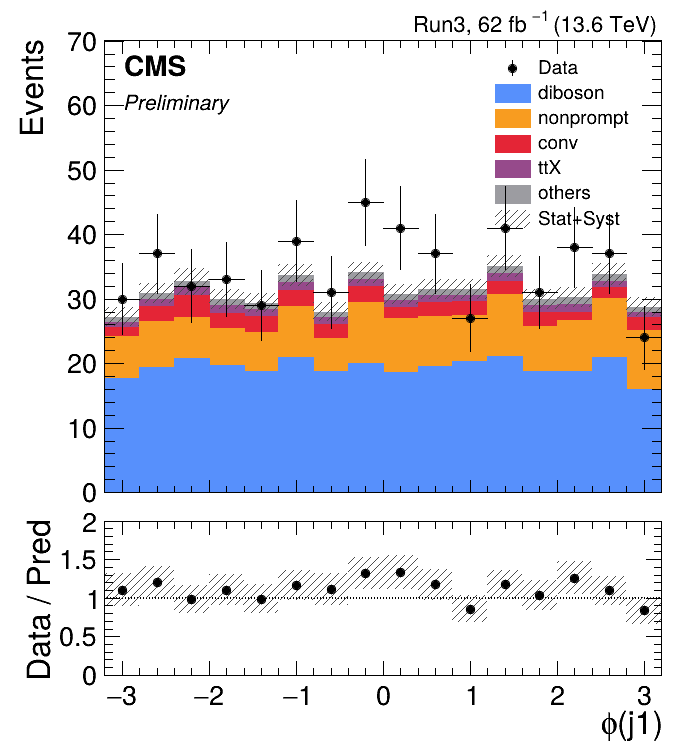 Run3, 62 fb⁻¹ (13.6 TeV)
Events
70
60
50
40
30
20
10
0
CMS
Preliminary
Data
diboson
nonprompt
conv
ttX
others
Stat+Syst
Data / Pred
2
1.5
1
0.5
0
−3 −2 −1 0 1 2 3
ϕ(j1)